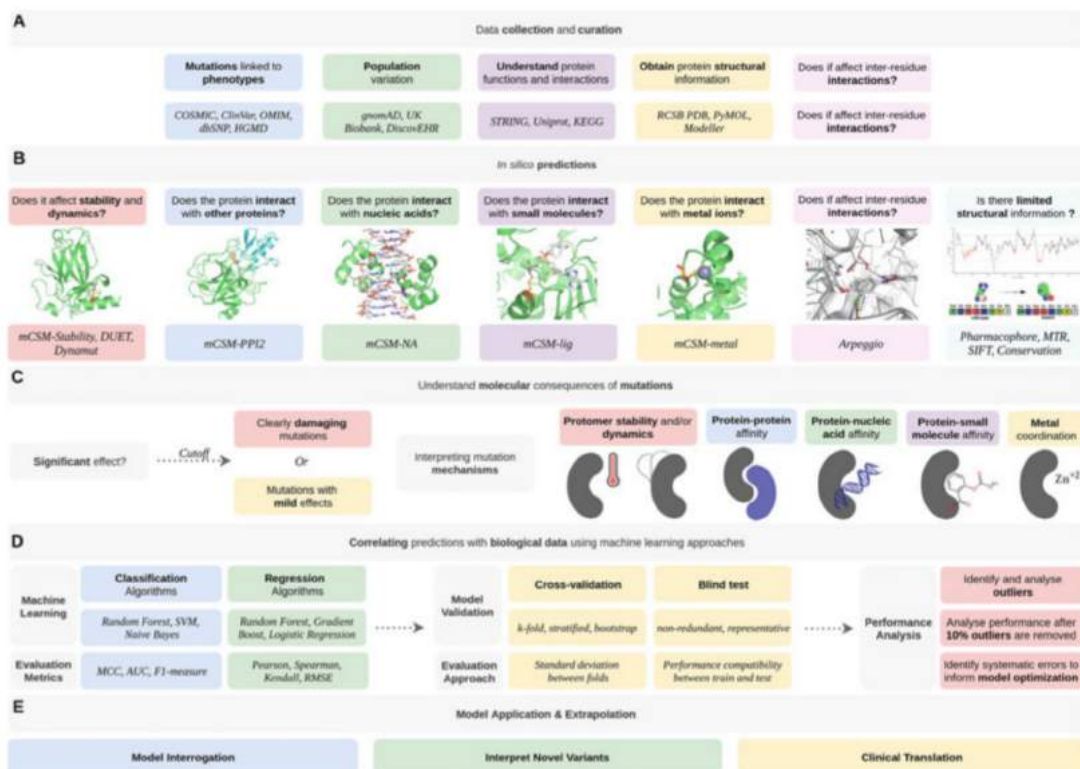 A
Data collection and curation
Mutations linked to
phenotypes
Population
variation
Understand protein
functions and interactions
Obtain protein structural
information
Does if affect inter-residue
interactions?
COSMIC, ClinVar, OMIM,
dbSNP, HGMD
gnomAD, UK
Biobank, DiscovEHR
STRING, Uniprot, KEGG
RCSB PDB, PyMOL,
Modeller
Does if affect inter-residue
interactions?
B
In silico predictions
Does it affect stability and
dynamics?
Does the protein interact
with other proteins?
Does the protein interact
with nucleic acids?
Does the protein interact
with small molecules?
Does the protein interact
with metal ions?
Does if affect inter-residue
interactions?
Is there limited
structural information ?
mCSM-Stability, DUET,
Dynamut
mCSM-PPI2
mCSM-NA
mCSM-lig
mCSM-metal
Arpeggio
Pharmacophore, MTR,
SIFT, Conservation
C
Understand molecular consequences of mutations
Significant effect?
Cutoff
Clearly damaging
mutations
Or
Mutations with
mild effects
Interpreting mutation
mechanisms
Protomer stability and/or
dynamics
Protein-protein
affinity
Protein-nucleic
acid affinity
Protein-small
molecule affinity
Metal
coordination
Zn+2
D
Correlating predictions with biological data using machine learning approaches
Machine
Learning
Classification
Algorithms
Regression
Algorithms
Random Forest, SVM,
Naive Bayes
Random Forest, Gradient
Boost, Logistic Regression
Evaluation
Metrics
MCC, AUC, F1-measure
Pearson, Spearman,
Kendall, RMSE
Model
Validation
Cross-validation
Blind test
k-fold, stratified, bootstrap
non-redundant, representative
Evaluation
Approach
Standard deviation
between folds
Performance compatibility
between train and test
Performance
Analysis
Identify and analyse
outliers
Analyse performance after
10% outliers are removed
Identify systematic errors to
inform model optimization
E
Model Application & Extrapolation
Model Interrogation
Interpret Novel Variants
Clinical Translation